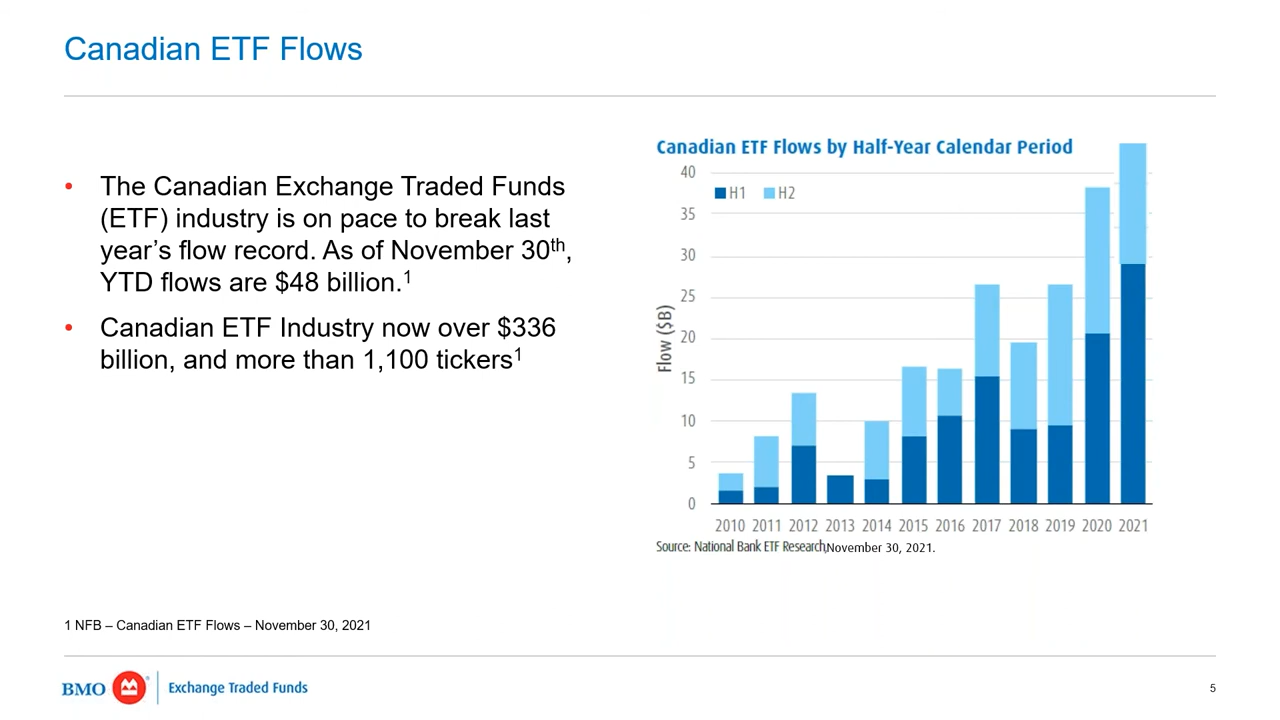 Canadian ETF Flows
• The Canadian Exchange Traded Funds
(ETF) industry is on pace to break last
year’s flow record. As of November 30th,
YTD flows are $48 billion.1
• Canadian ETF Industry now over $336
billion, and more than 1,100 tickers1
Canadian ETF Flows by Half-Year Calendar Period
H1 H2
Flow ($B)
40
35
30
25
20
15
10
5
0
2010 2011 2012 2013 2014 2015 2016 2017 2018 2019 2020 2021
Source: National Bank ETF Research,November 30, 2021.
1 NFB – Canadian ETF Flows – November 30, 2021
BMO Exchange Traded Funds
5